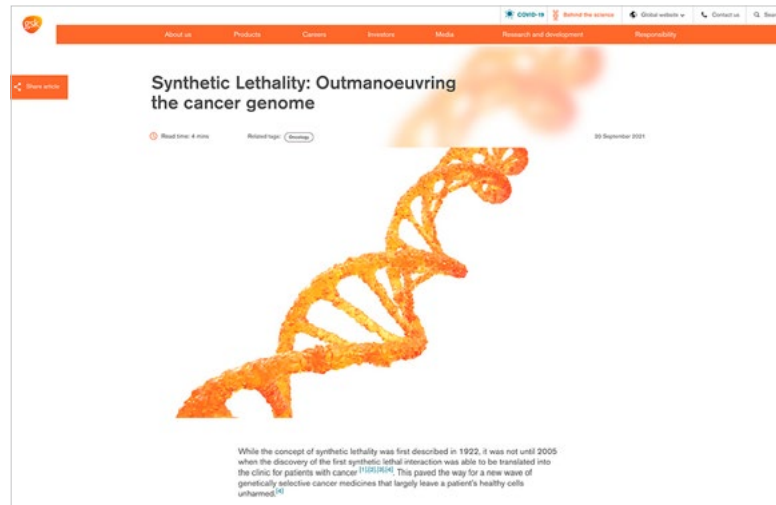 gsk
COVID-19 Behind the science Global website Contact us Sear
About us Products Careers Investors Media Research and development Responsibility
Share article
Synthetic Lethality: Outmanoeuvring
the cancer genome
Read time: 4 mins Related tags: Oncology 20 September 2021
While the concept of synthetic lethality was first described in 1922, it was not until 2005
when the discovery of the first synthetic lethal interaction was able to be translated into
the clinic for patients with cancer [1],[2],[3],[4]. This paved the way for a new wave of
genetically selective cancer medicines that largely leave a patient's healthy cells
unharmed.[4]